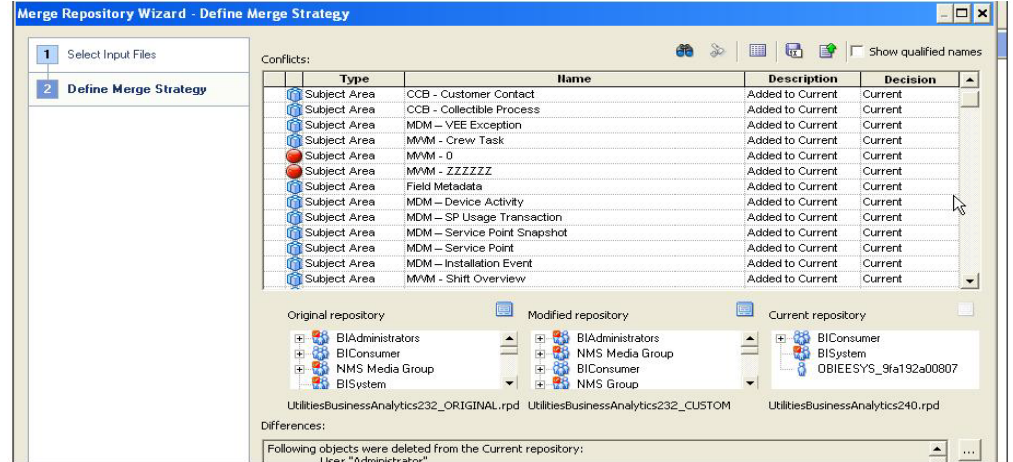 Merge Repository Wizard - Define Merge Strategy
1 Select Input Files
2 Define Merge Strategy
Conflicts:
Show qualified names
Type Name Description Decision
Subject Area CCB - Customer Contact Added to Current Current
Subject Area CCB - Collectible Process Added to Current Current
Subject Area MDM – VEE Exception Added to Current Current
Subject Area MWM - Crew Task Added to Current Current
Subject Area MWM - 0 Added to Current Current
Subject Area MWM - ZZZZZZ Added to Current Current
Subject Area Field Metadata Added to Current Current
Subject Area MDM – Device Activity Added to Current Current
Subject Area MDM – SP Usage Transaction Added to Current Current
Subject Area MDM – Service Point Snapshot Added to Current Current
Subject Area MDM – Service Point Added to Current Current
Subject Area MDM – Installation Event Added to Current Current
Subject Area MWM - Shift Overview Added to Current Current
Original repository
BIAdministrators
BIConsumer
NMS Media Group
BISystem
UtilitiesBusinessAnalytics232_ORIGINAL.rpd
Modified repository
BIAdministrators
NMS Media Group
BIConsumer
NMS Group
UtilitiesBusinessAnalytics232_CUSTOM
Current repository
BIConsumer
BISystem
OBIEESYS_9fa192a00807
UtilitiesBusinessAnalytics240.rpd
Differences:
Following objects were deleted from the Current repository:
User "Administrator"
...